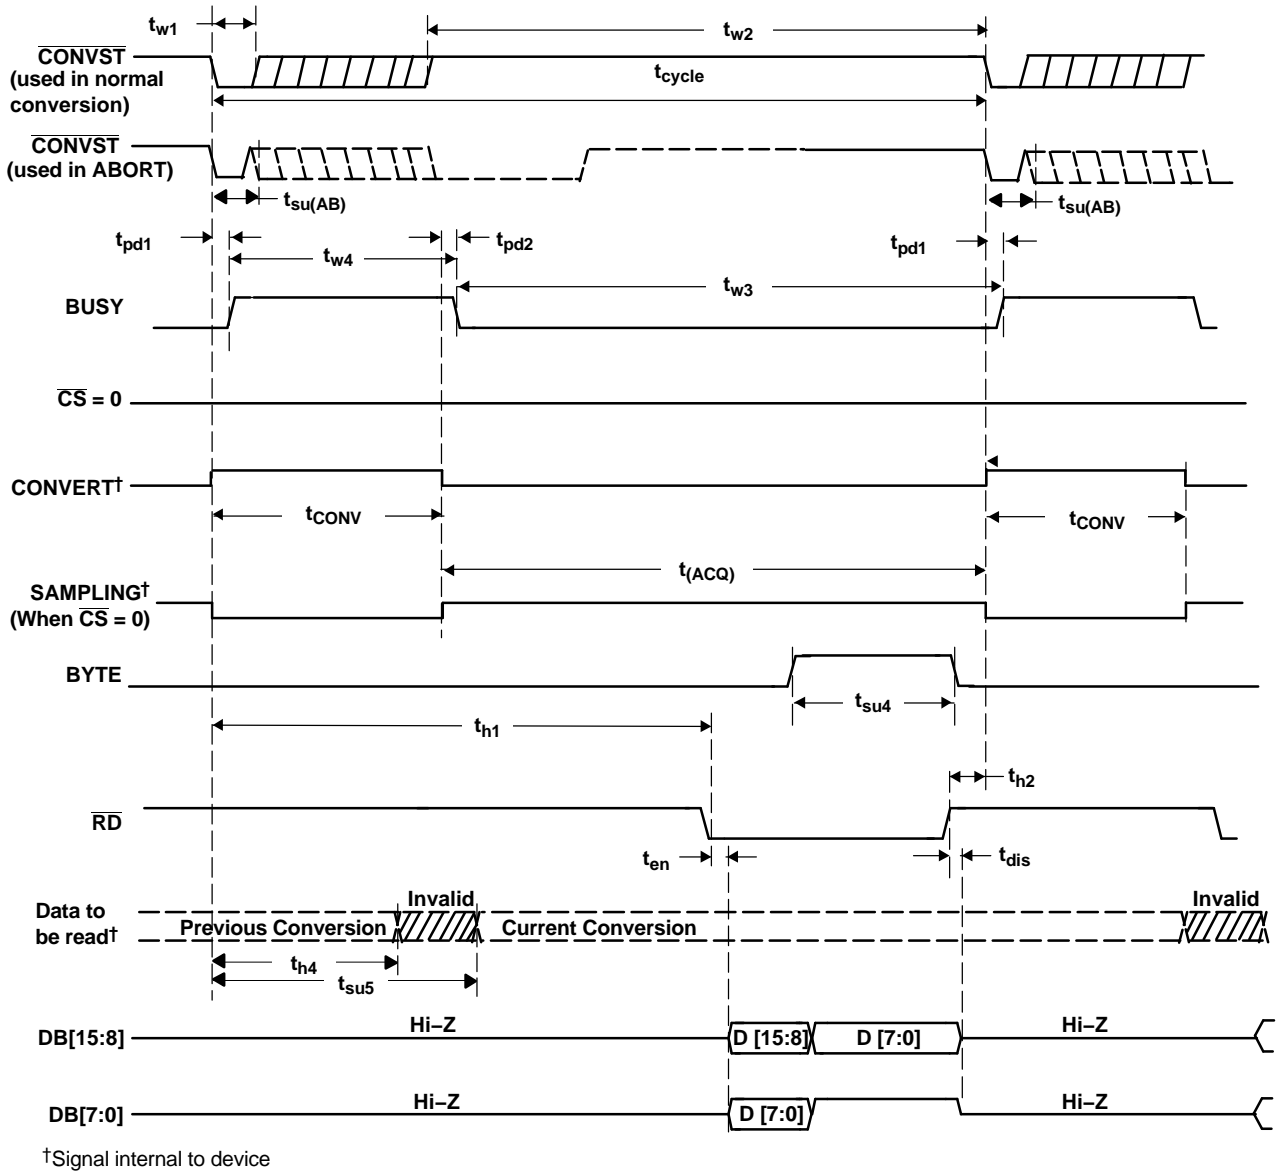 tw1
tw2
CONVST
(used in normal
conversion)
tcycle
CONVST
(used in ABORT)
tsu(AB)
tsu(AB)
tpd1
tpd2
tpd1
tw4
tw3
BUSY
CS = 0
CONVERT†
tCONV
tCONV
t(ACQ)
SAMPLING†
(When CS = 0)
BYTE
tsu4
th1
th2
RD
ten
tdis
Invalid
Invalid
Data to
be read†
Previous Conversion
Current Conversion
th4
tsu5
Hi–Z
Hi–Z
DB[15:8]
D [15:8]
D [7:0]
Hi–Z
Hi–Z
DB[7:0]
D [7:0]
†Signal internal to device